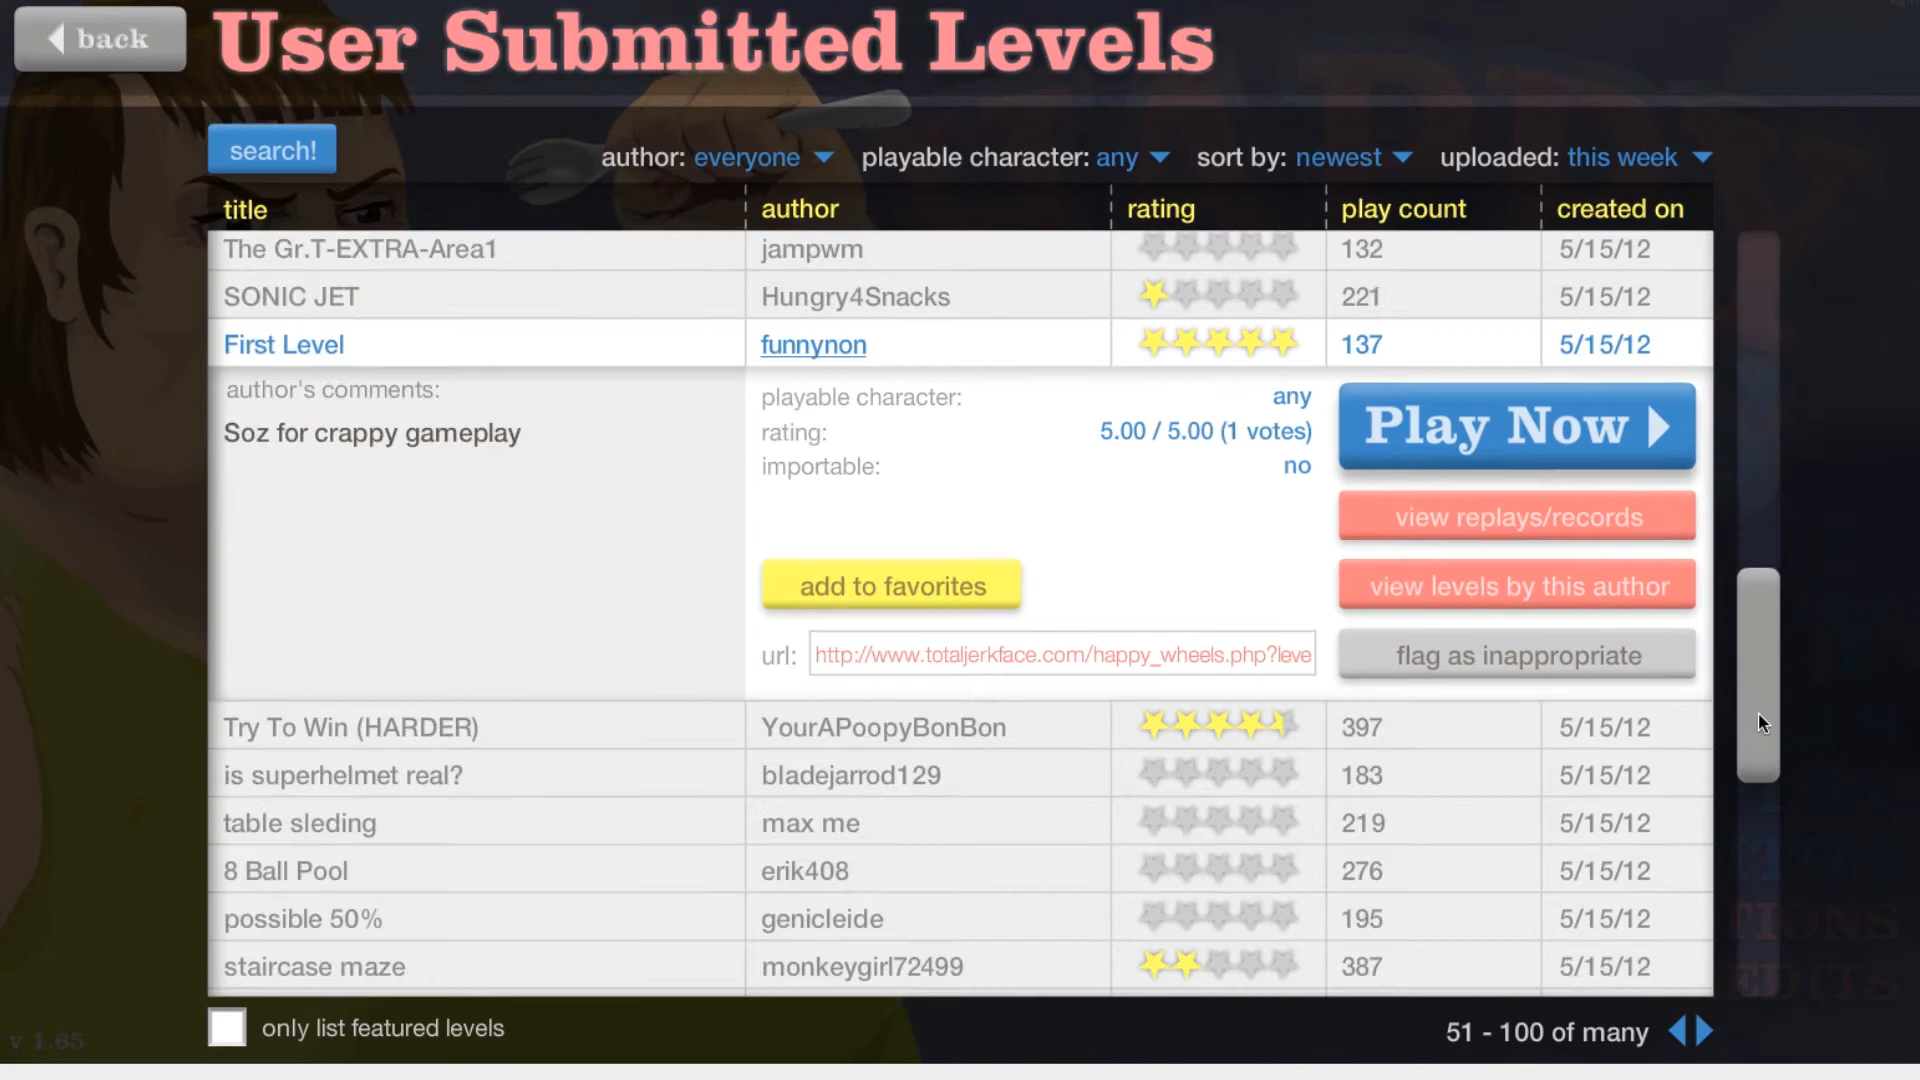 back
User Submitted Levels
search!
author: everyone
playable character: any
sort by: newest
uploaded: this week
title author rating play count created on
The Gr.T-EXTRA-Area1 jampwm 132 5/15/12
SONIC JET Hungry4Snacks 221 5/15/12
First Level funnynon 137 5/15/12
author's comments:
Soz for crappy gameplay
playable character: any
rating: 5.00 / 5.00 (1 votes)
importable: no
Play Now
view replays/records
add to favorites
view levels by this author
url: http://www.totaljerkface.com/happy_wheels.php?leve
flag as inappropriate
Try To Win (HARDER) YourAPoopyBonBon 397 5/15/12
is superhelmet real? bladejarrod129 183 5/15/12
table sleding max me 219 5/15/12
8 Ball Pool erik408 276 5/15/12
possible 50% genicleide 195 5/15/12
staircase maze monkeygirl72499 387 5/15/12
only list featured levels
51 - 100 of many
v 1.65